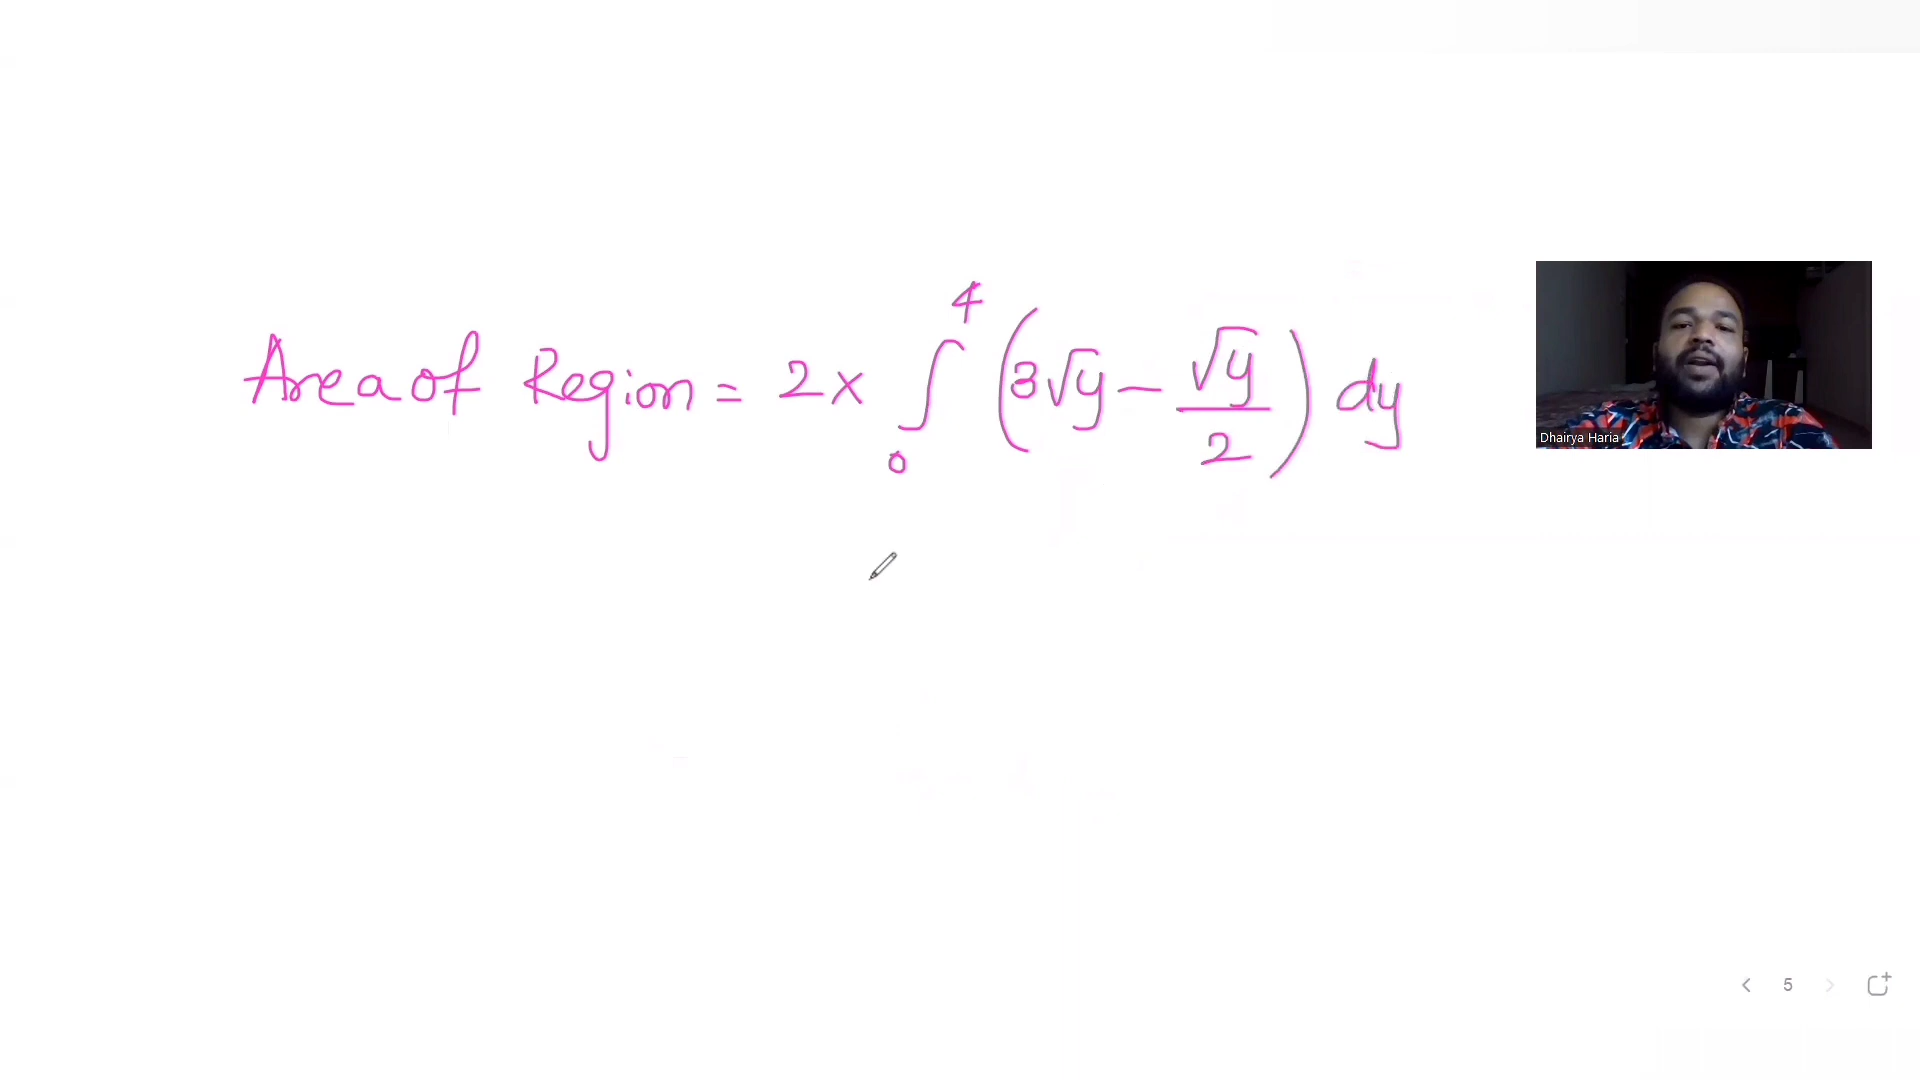 Area of Region = 2 x ∫₀⁴ (3√y − √y/2) dy
Dhairya Haria
5